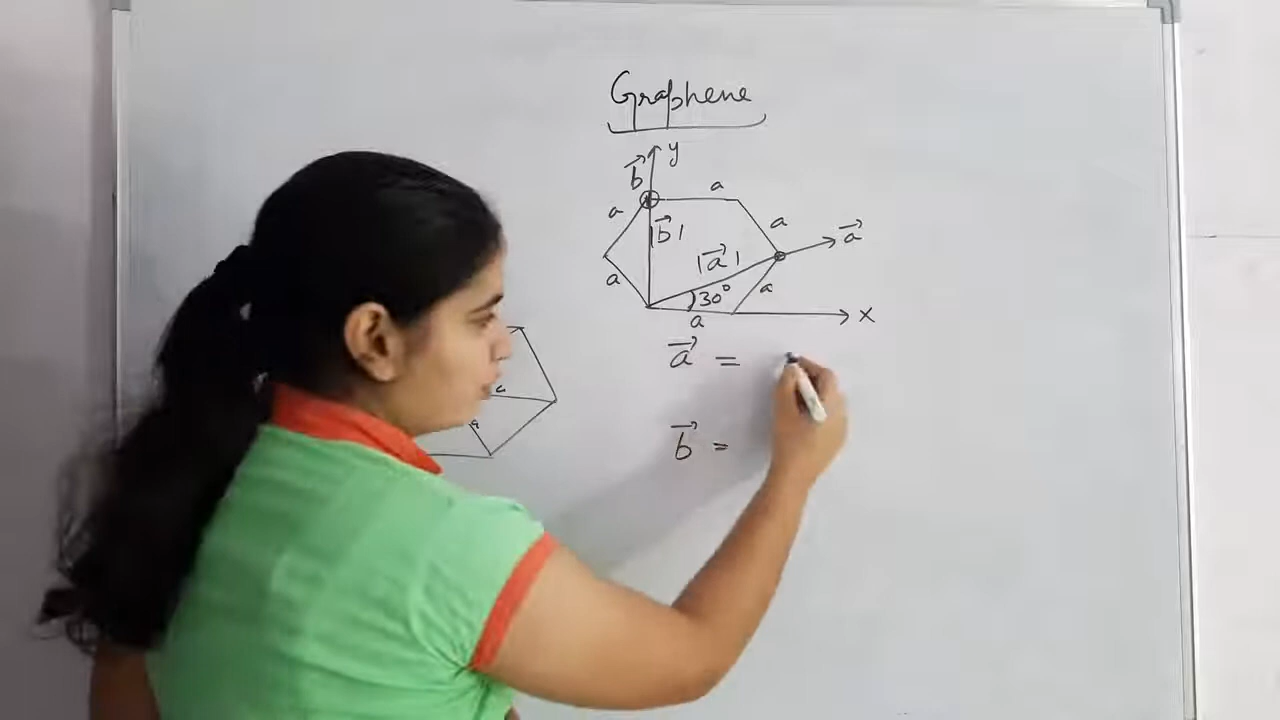 Graphene
y
b⃗
a
a
a
|b⃗|
a⃗
|a⃗|
30°
a
a
a
x
a⃗ =
a
b⃗ =
a